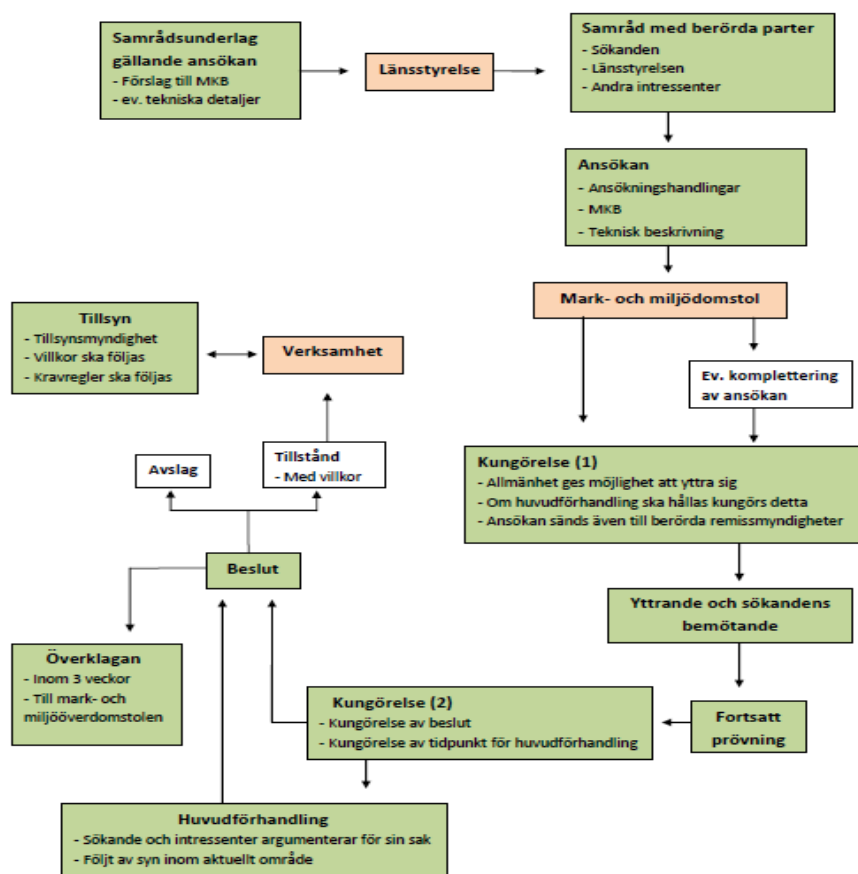 Samrådsunderlag
gällande ansökan
- Förslag till MKB
- ev. tekniska detaljer
Länsstyrelse
Samråd med berörda parter
- Sökanden
- Länsstyrelsen
- Andra intressenter
Ansökan
- Ansökningshandlingar
- MKB
- Teknisk beskrivning
Mark- och miljödomstol
Ev. komplettering
av ansökan
Kungörelse (1)
- Allmänhet ges möjlighet att yttra sig
- Om huvudförhandling ska hållas kungörs detta
- Ansökan sänds även till berörda remissmyndigheter
Yttrande och sökandens
bemötande
Fortsatt
prövning
Kungörelse (2)
- Kungörelse av beslut
- Kungörelse av tidpunkt för huvudförhandling
Huvudförhandling
- Sökande och intressenter argumenterar för sin sak
- Följt av syn inom aktuellt område
Beslut
Överklagan
- Inom 3 veckor
- Till mark- och
miljööverdomstolen
Avslag
Tillstånd
- Med villkor
Verksamhet
Tillsyn
- Tillsynsmyndighet
- Villkor ska följas
- Kravregler ska följas